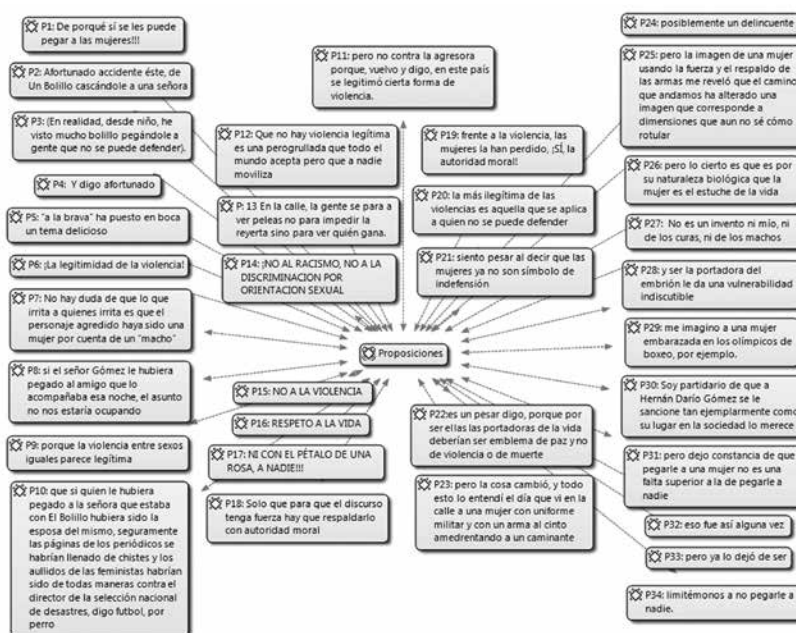 P1: De porqué sí se les puede
pegar a las mujeres!!!
P2: Afortunado accidente éste, de
Un Bolillo cascándole a una señora
P3: (En realidad, desde niño, he
visto mucho bolillo pegándole a
gente que no se puede defender).
P4: Y digo afortunado
P5: "a la brava" ha puesto en boca
un tema delicioso
P6: ¡La legitimidad de la violencia!
P7: No hay duda de que lo que
irrita a quienes irrita es que el
personaje agredido haya sido una
mujer por cuenta de un "macho"
P8: si el señor Gómez le hubiera
pegado al amigo que lo
acompañaba esa noche, el asunto
no nos estaría ocupando
P9: porque la violencia entre sexos
iguales parece legítima
P10: que si quien le hubiera
pegado a la señora que estaba
con El Bolillo hubiera sido la
esposa del mismo, seguramente
las páginas de los periódicos se
habrían llenado de chistes y los
aullidos de las feministas habrían
sido de todas maneras contra el
director de la selección nacional
de desastres, digo futbol, por
perro
P11: pero no contra la agresora
porque, vuelvo y digo, en este país
se legitimó cierta forma de
violencia.
P12: Que no hay violencia legítima
es una perogrullada que todo el
mundo acepta pero que a nadie
moviliza
P: 13 En la calle, la gente se para a
ver peleas no para impedir la
reyerta sino para ver quién gana.
P14: ¡NO AL RACISMO, NO A LA
DISCRIMINACION POR
ORIENTACION SEXUAL
Proposiciones
P15: NO A LA VIOLENCIA
P16: RESPETO A LA VIDA
P17: NI CON EL PÉTALO DE UNA
ROSA, A NADIE!!!
P18: Solo que para que el discurso
tenga fuerza hay que respaldarlo
con autoridad moral
P19: frente a la violencia, las
mujeres la han perdido, ¡SÍ, la
autoridad moral!
P20: la más ilegítima de las
violencias es aquella que se aplica
a quien no se puede defender
P21: siento pesar al decir que las
mujeres ya no son símbolo de
indefensión
P22:es un pesar digo, porque por
ser ellas las portadoras de la vida
deberían ser emblema de paz y no
de violencia o de muerte
P23: pero la cosa cambió, y todo
esto lo entendí el día que vi en la
calle a una mujer con uniforme
militar y con un arma al cinto
amedrentando a un caminante
P24: posiblemente un delincuente
P25: pero la imagen de una mujer
usando la fuerza y el respaldo de
las armas me reveló que el camino
que andamos ha alterado una
imagen que corresponde a
dimensiones que aun no sé cómo
rotular
P26: pero lo cierto es que es por
su naturaleza biológica que la
mujer es el estuche de la vida
P27: No es un invento ni mío, ni
de los curas, ni de los machos
P28: y ser la portadora del
embrión le da una vulnerabilidad
indiscutible
P29: me imagino a una mujer
embarazada en los olímpicos de
boxeo, por ejemplo.
P30: Soy partidario de que a
Hernán Darío Gómez se le
sancione tan ejemplarmente como
su lugar en la sociedad lo merece
P31: pero dejo constancia de que
pegarle a una mujer no es una
falta superior a la de pegarle a
nadie
P32: eso fue así alguna vez
P33: pero ya lo dejó de ser
P34: limitémonos a no pegarle a
nadie.